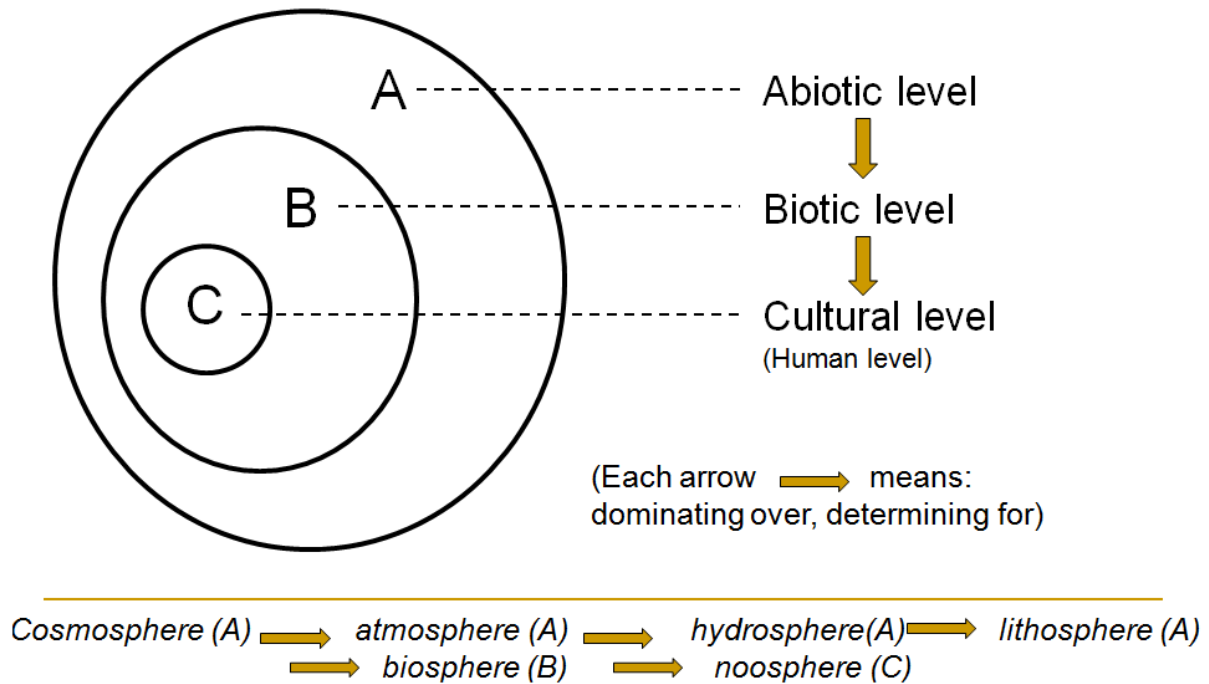 A
Abiotic level
B
Biotic level
C
Cultural level
(Human level)
(Each arrow means:
dominating over, determining for)
Cosmosphere (A) atmosphere (A) hydrosphere(A) lithosphere (A)
biosphere (B) noosphere (C)